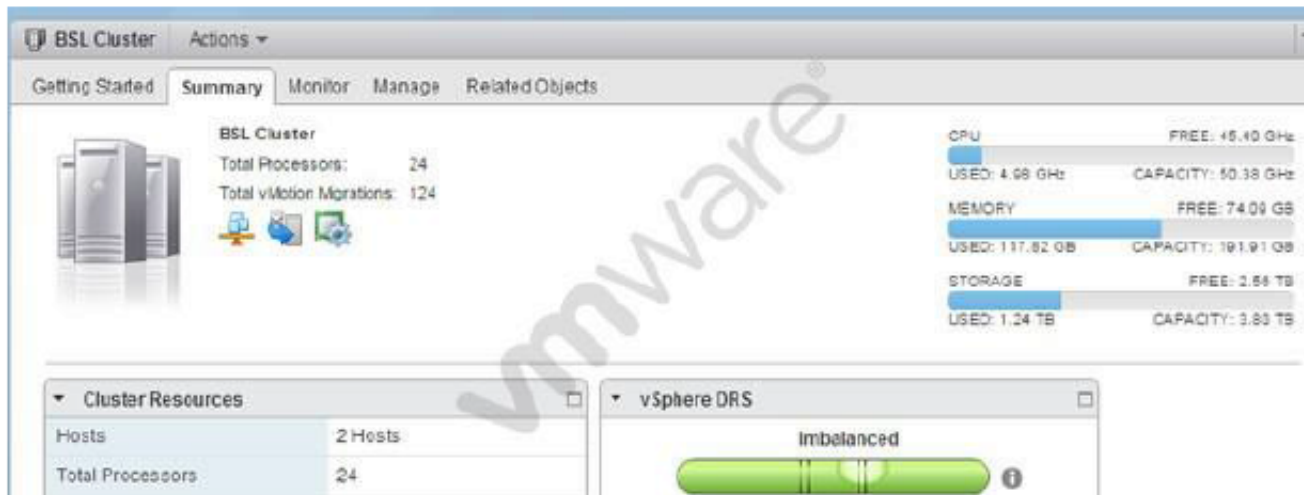 BSL Cluster Actions
Getting Started Summary Monitor Manage Related Objects
BSL Cluster
Total Processors: 24
Total vMotion Migrations: 124
CPU FREE: 45.40 GHz
USED: 4.98 GHz CAPACITY: 50.38 GHz
MEMORY FREE: 74.09 GB
USED: 117.82 GB CAPACITY: 191.91 GB
STORAGE FREE: 2.56 TB
USED: 1.24 TB CAPACITY: 3.80 TB
vmware®
Cluster Resources
Hosts 2 Hosts
Total Processors 24
vSphere DRS
Imbalanced